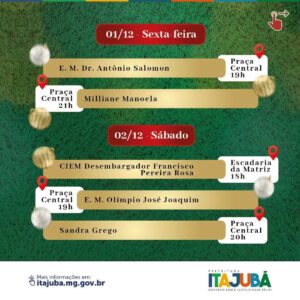 01/12 - Sexta-feira
E. M. Dr. Antônio Salomon
Praça
Central
19h
Praça
Central
21h
Milliane Manoela
02/12 - Sábado
CIEM Desembargador Francisco
Pereira Rosa
Escadaria
da Matriz
18h
Praça
Central
19h
E. M. Olímpio José Joaquim
Sandra Grego
Praça
Central
20h
Mais informações em:
itajuba.mg.gov.br
PREFEITURA
ITAJUBÁ